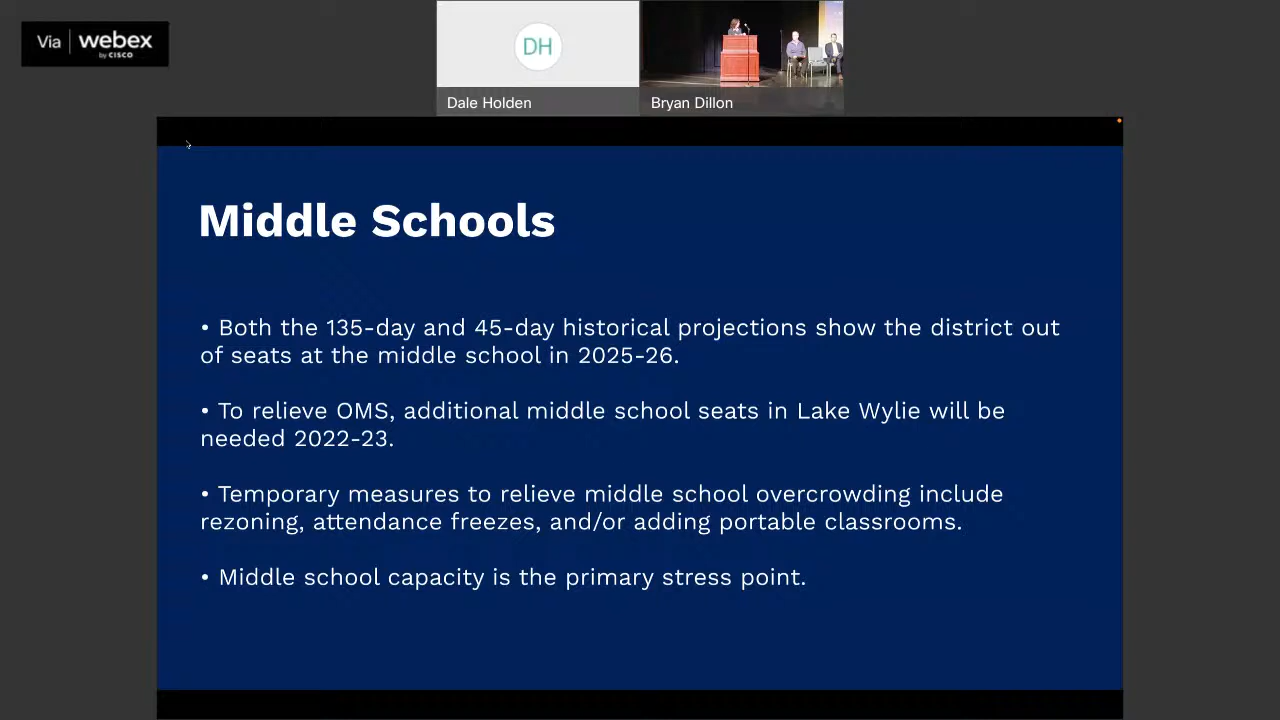 Via webex
by CISCO
DH
Dale Holden
Bryan Dillon
Middle Schools
• Both the 135-day and 45-day historical projections show the district out
of seats at the middle school in 2025-26.
• To relieve OMS, additional middle school seats in Lake Wylie will be
needed 2022-23.
• Temporary measures to relieve middle school overcrowding include
rezoning, attendance freezes, and/or adding portable classrooms.
• Middle school capacity is the primary stress point.